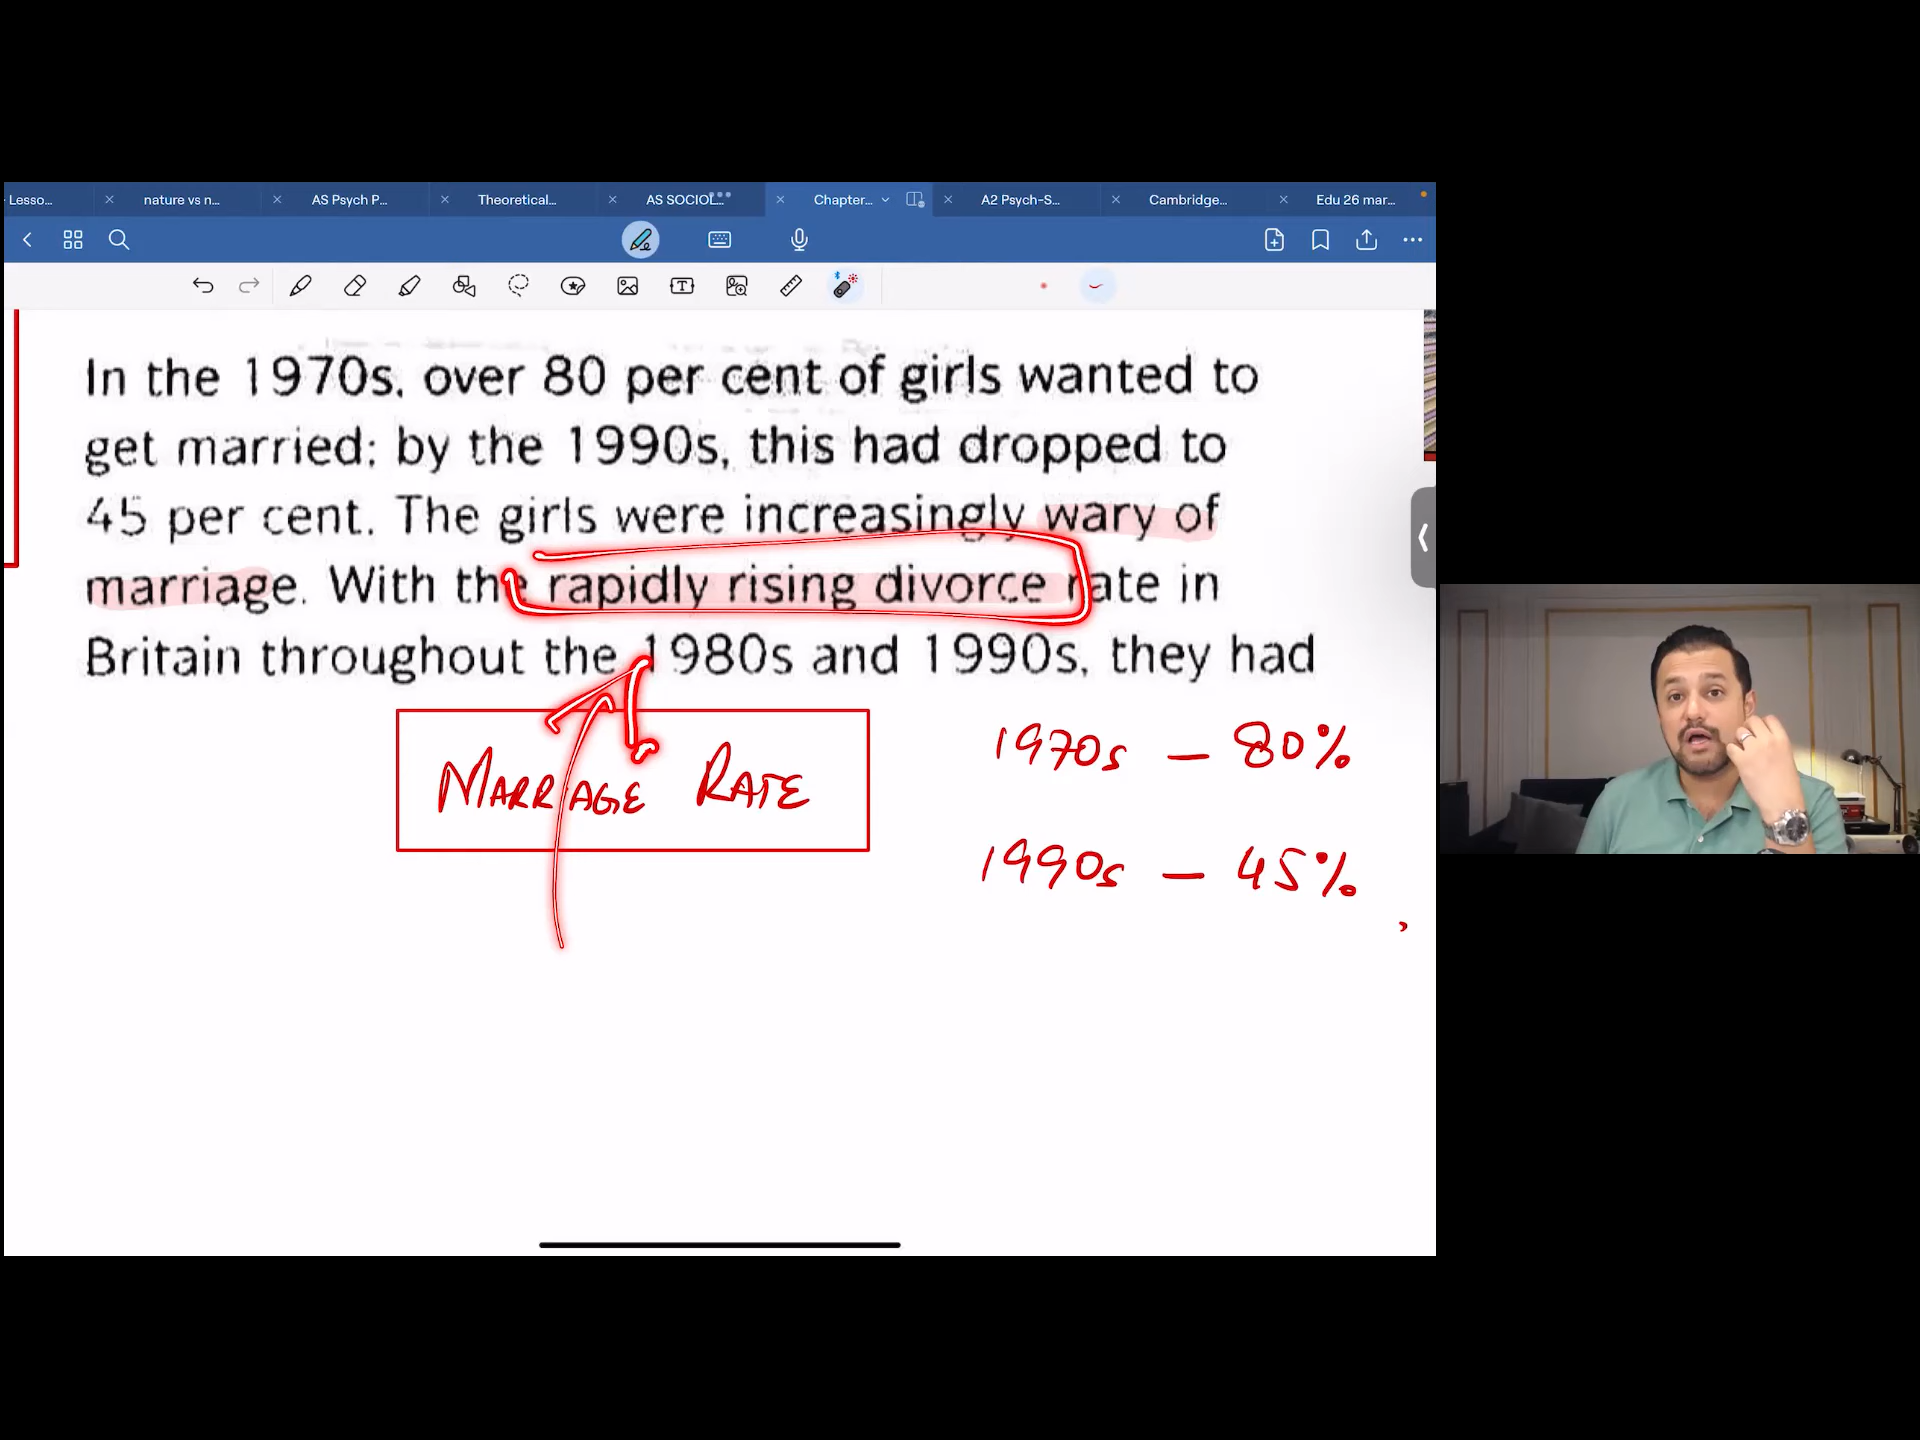 Lesso...
nature vs n...
AS Psych P...
Theoretical...
AS SOCIOL...
Chapter...
A2 Psych-S...
Cambridge...
Edu 26 mar...
In the 1970s, over 80 per cent of girls wanted to
get married; by the 1990s, this had dropped to
45 per cent. The girls were increasingly wary of
marriage. With the rapidly rising divorce rate in
Britain throughout the 1980s and 1990s, they had
MARRIAGE RATE
1970s – 80%
1990s – 45%